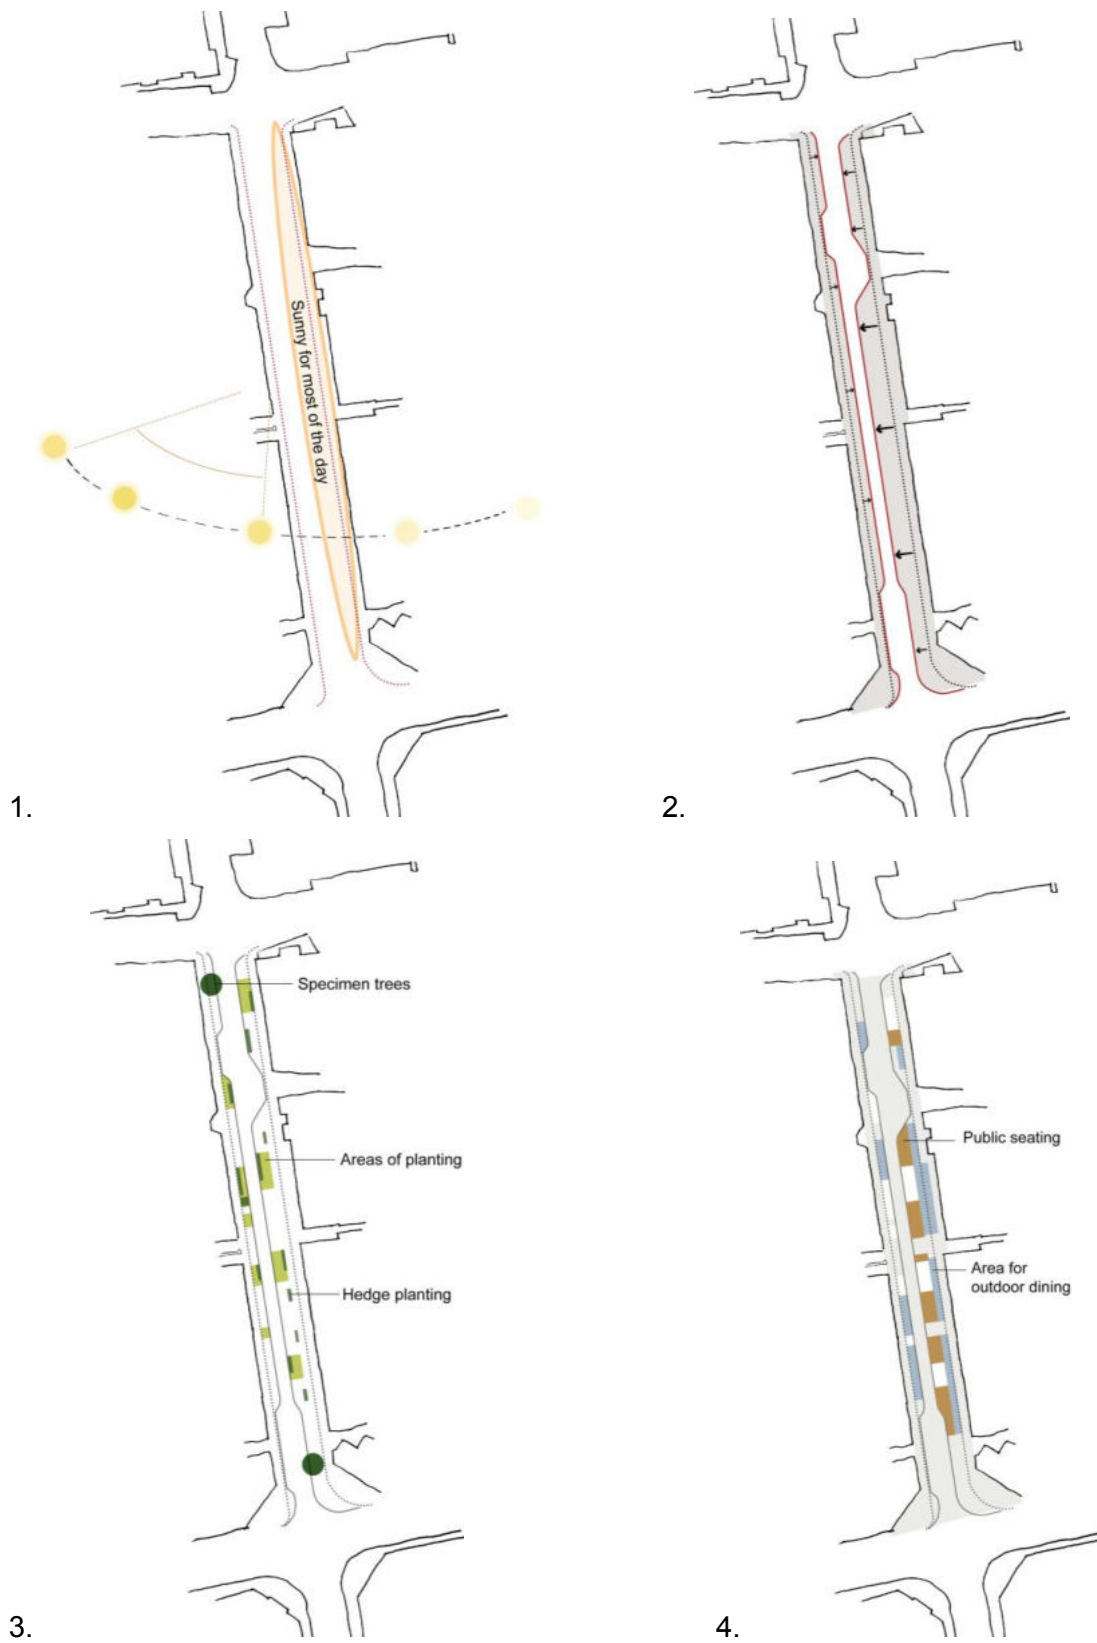 Sunny for most of the day
1.
2.
Specimen trees
Areas of planting
Hedge planting
3.
Public seating
Area for
outdoor dining
4.